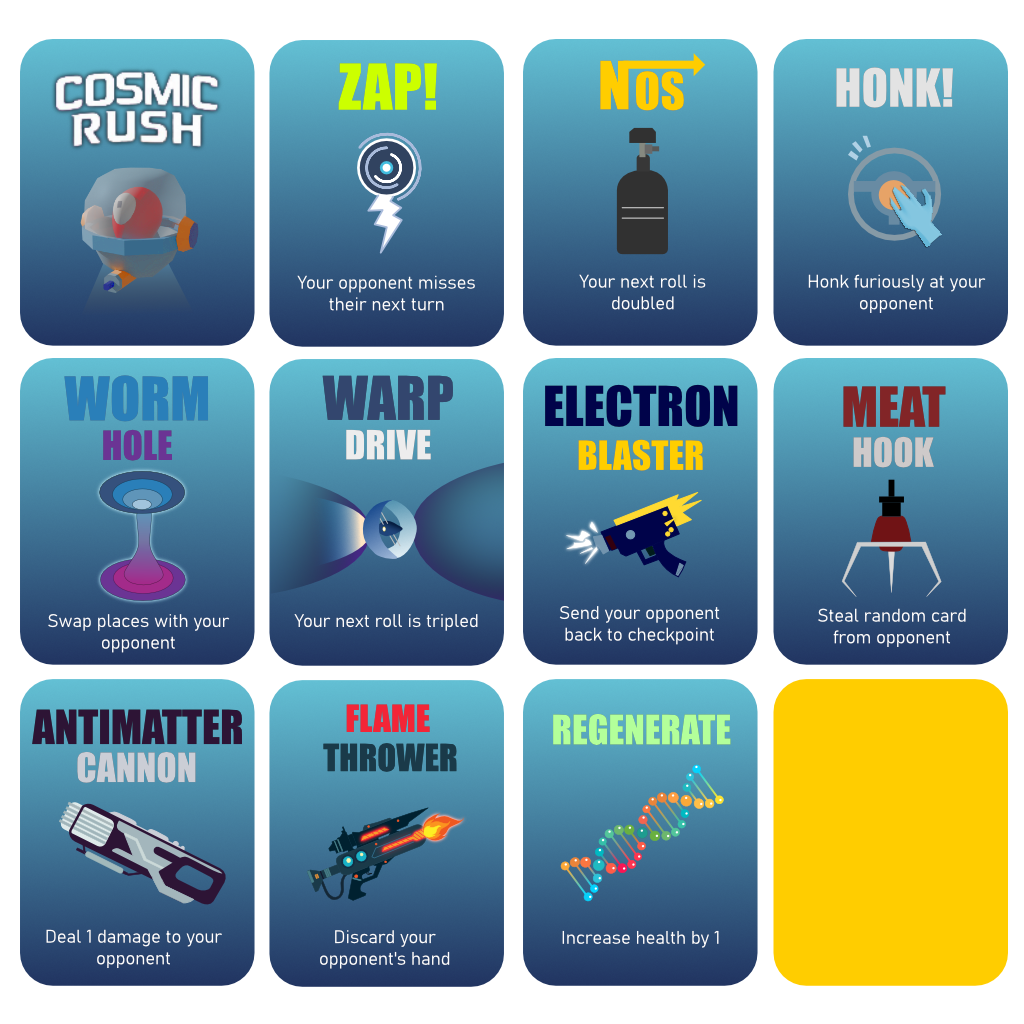 COSMIC
RUSH
ZAP!
Your opponent misses
their next turn
NOS
Your next roll is
doubled
HONK!
Honk furiously at your
opponent
WORM
HOLE
Swap places with your
opponent
WARP
DRIVE
Your next roll is tripled
ELECTRON
BLASTER
Send your opponent
back to checkpoint
MEAT
HOOK
Steal random card
from opponent
ANTIMATTER
CANNON
Deal 1 damage to your
opponent
FLAME
THROWER
Discard your
opponent's hand
REGENERATE
Increase health by 1